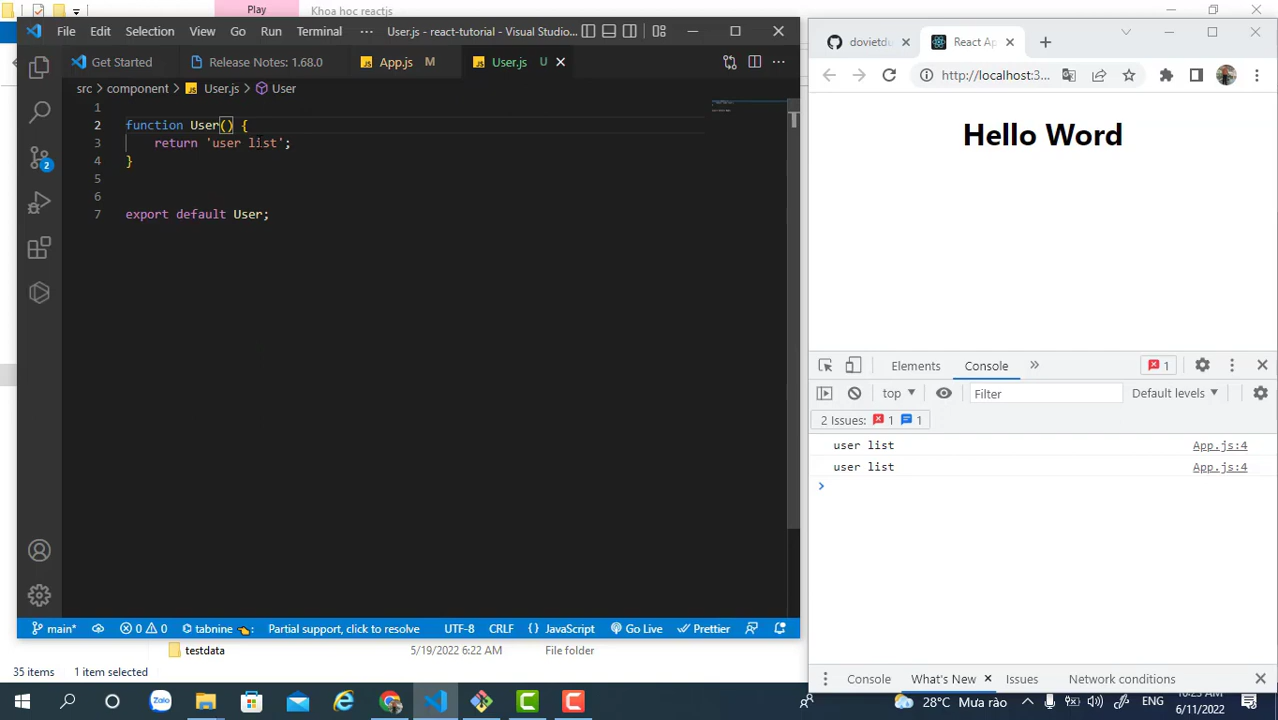 Play
Khoa hoc reactjs
File Edit Selection View Go Run Terminal ··· User.js - react-tutorial - Visual Studio...
Get Started Release Notes: 1.68.0 App.js M User.js U
src > component > User.js > User
1
2 function User() {
3 return 'user list';
4 }
5
6
7 export default User;
2
main* 0 0 tabnine Partial support, click to resolve UTF-8 CRLF {} JavaScript Go Live Prettier
testdata 5/19/2022 6:22 AM File folder
35 items 1 item selected
dovietdu React Ap
http://localhost:3...
Hello Word
Elements Console » 1
top Filter Default levels
2 Issues: 1 1
user list App.js:4
user list App.js:4
>
Console What's New Issues Network conditions
Zalo
28°C Mưa rào ENG 6/11/2022